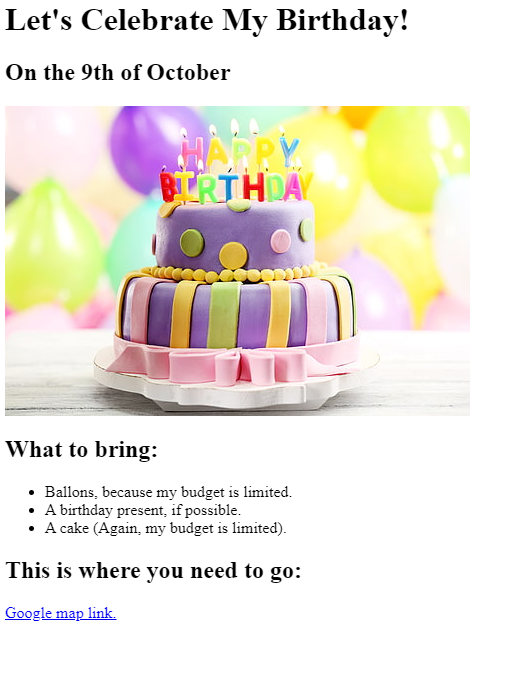 Let's Celebrate My Birthday!
On the 9th of October
HAPPY
BIRTHDAY
What to bring:
Ballons, because my budget is limited.
A birthday present, if possible.
A cake (Again, my budget is limited).
This is where you need to go:
Google map link.